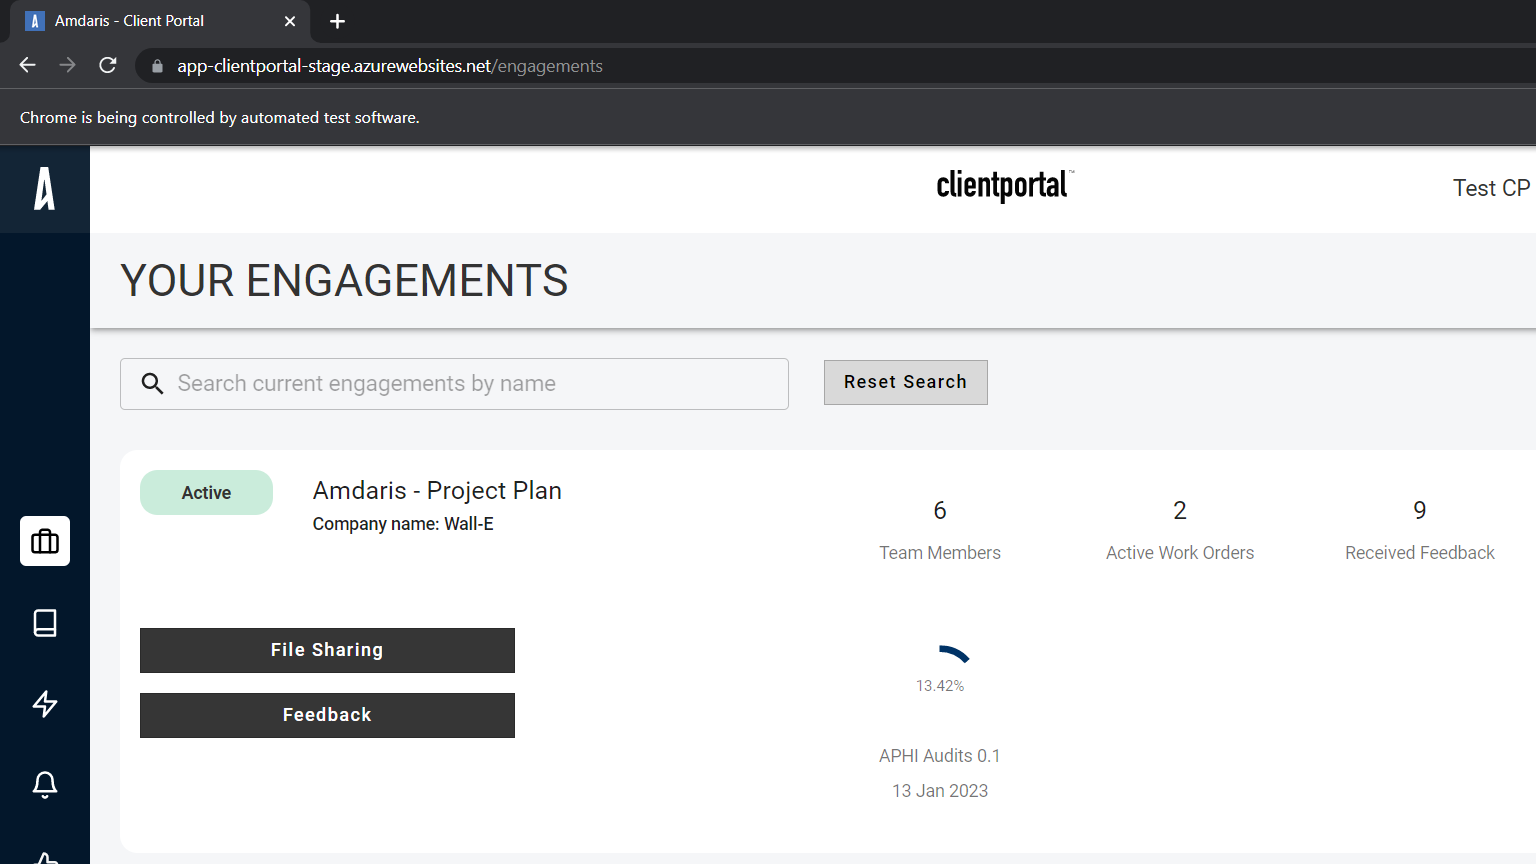 Amdaris - Client Portal
app-clientportal-stage.azurewebsites.net/engagements
Chrome is being controlled by automated test software.
clientportal™
Test CP
YOUR ENGAGEMENTS
Search current engagements by name
Reset Search
Active
Amdaris - Project Plan
Company name: Wall-E
6
Team Members
2
Active Work Orders
9
Received Feedback
File Sharing
Feedback
13.42%
APHI Audits 0.1
13 Jan 2023